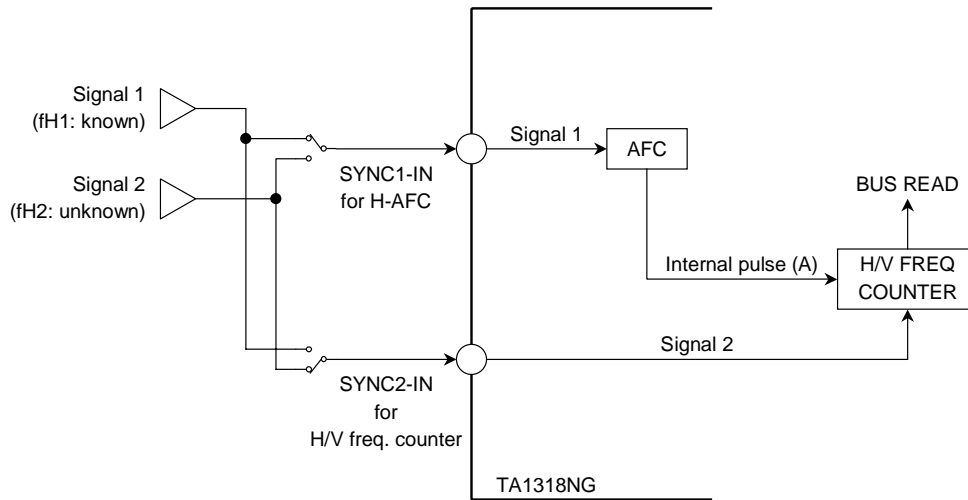 Signal 1
(fH1: known)
Signal 2
(fH2: unknown)
SYNC1-IN
for H-AFC
Signal 1
AFC
BUS READ
Internal pulse (A)
H/V FREQ
COUNTER
Signal 2
SYNC2-IN
for
H/V freq. counter
TA1318NG